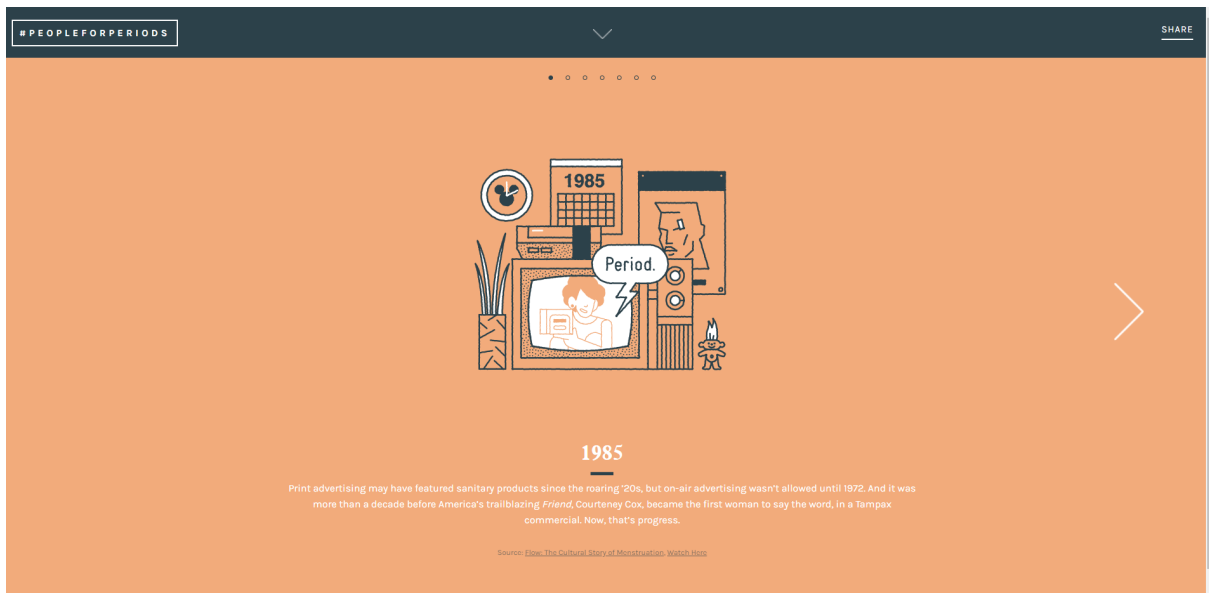 #PEOPLEFORPERIODS
SHARE
1985
Period.
1985
Print advertising may have featured sanitary products since the roaring '20s, but on-air advertising wasn't allowed until 1972. And it was
more than a decade before America's trailblazing Friend, Courteney Cox, became the first woman to say the word, in a Tampax
commercial. Now, that's progress.
Source: Flow: The Cultural Story of Menstruation, Watch Here